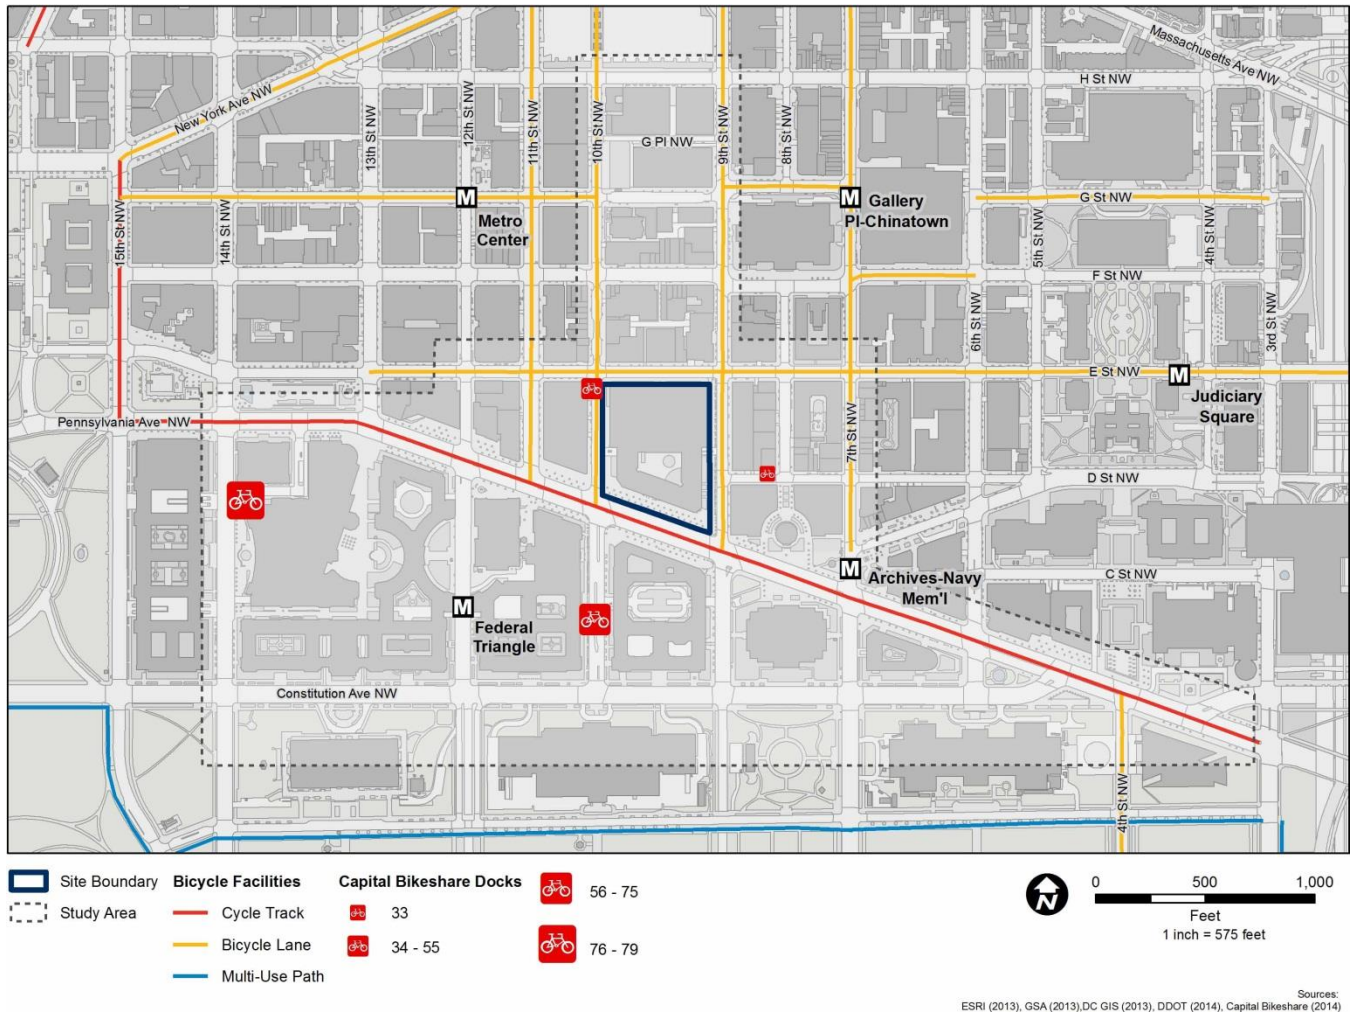 Massachusetts Ave NW
H St NW
New York Ave NW
13th St NW
12th St NW
11th St NW
10th St NW
G Pl NW
9th St NW
8th St NW
M
Metro
Center
M
Gallery
Pl-Chinatown
G St NW
15th St NW
14th St NW
5th St NW
4th St NW
F St NW
6th St NW
3rd St NW
E St NW
M
Judiciary
Square
Pennsylvania Ave NW
7th St NW
D St NW
M
Archives-Navy
Mem'l
C St NW
M
Federal
Triangle
Constitution Ave NW
4th St NW
Site Boundary
Study Area
Bicycle Facilities
Cycle Track
Bicycle Lane
Multi-Use Path
Capital Bikeshare Docks
33
34 - 55
56 - 75
76 - 79
N
0 500 1,000
Feet
1 inch = 575 feet
Sources:
ESRI (2013), GSA (2013),DC GIS (2013), DDOT (2014), Capital Bikeshare (2014)